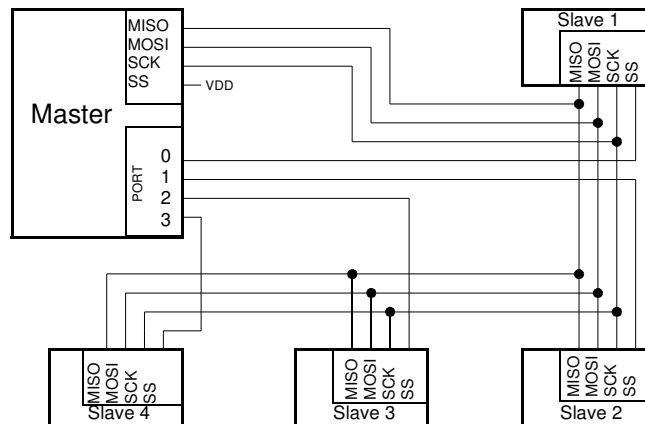 MISO
MOSI
SCK
SS
VDD
Master
PORT
0
1
2
3
Slave 1
MISO
MOSI
SCK
SS
MISO
MOSI
SCK
SS
Slave 4
MISO
MOSI
SCK
SS
Slave 3
MISO
MOSI
SCK
SS
Slave 2